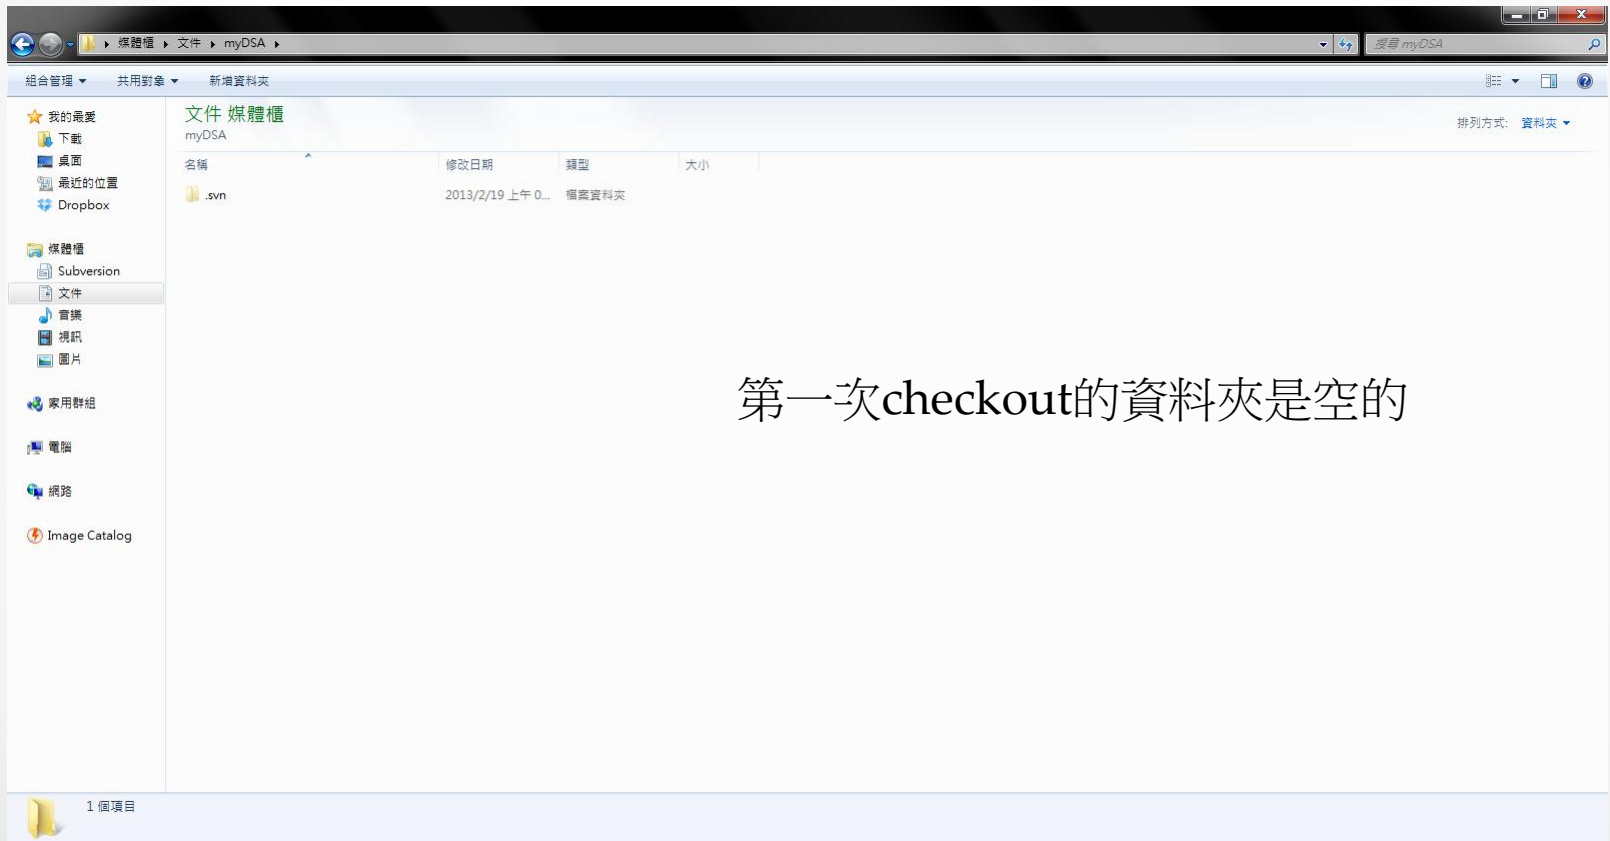 媒體櫃 文件 myDSA
搜尋 myDSA
組合管理 共用對象 新增資料夾
我的最愛
下載
桌面
最近的位置
Dropbox
媒體櫃
Subversion
文件
音樂
視訊
圖片
家用群組
電腦
網路
Image Catalog
文件 媒體櫃
myDSA
排列方式: 資料夾
名稱 修改日期 類型 大小
.svn 2013/2/19 上午 0... 檔案資料夾
第一次checkout的資料夾是空的
1 個項目